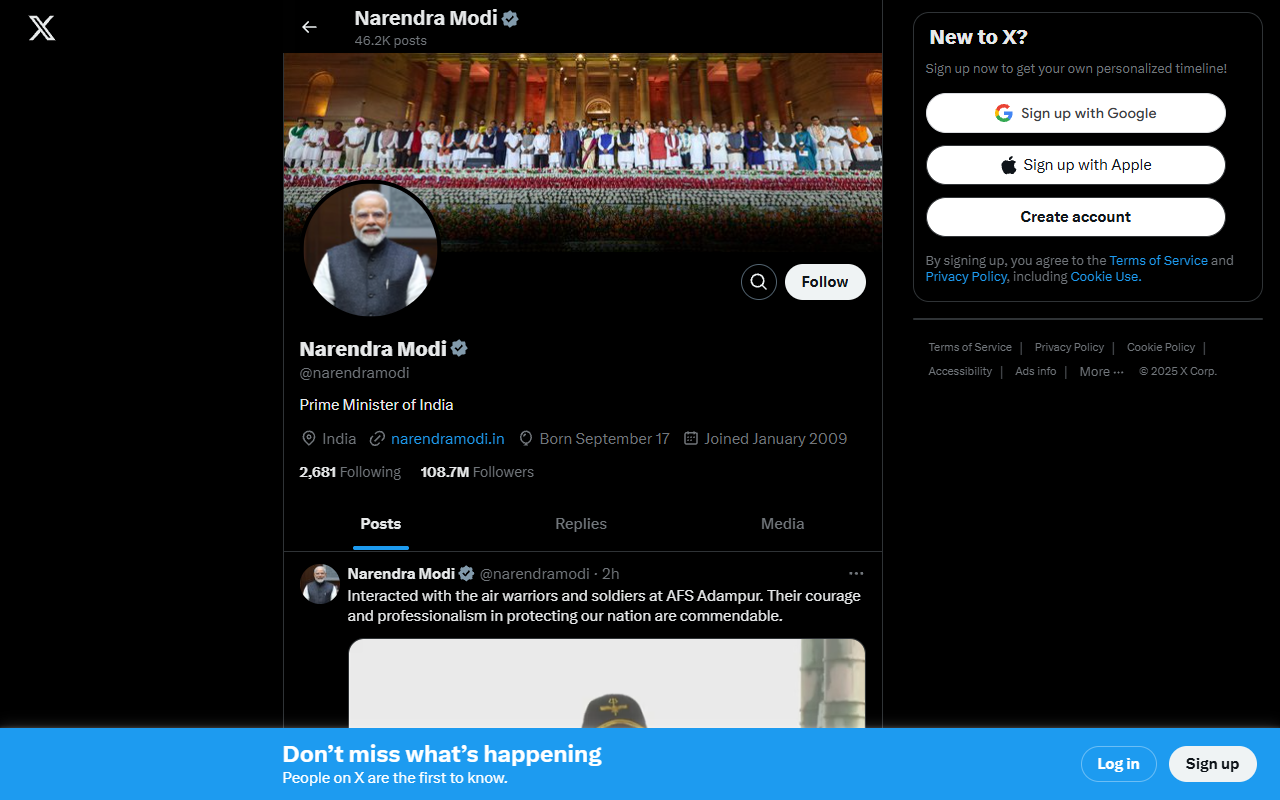 Narendra Modi
46.2K posts
Follow
Narendra Modi
@narendramodi
Prime Minister of India
India narendramodi.in Born September 17 Joined January 2009
2,681 Following 108.7M Followers
Posts Replies Media
Narendra Modi @narendramodi · 2h
Interacted with the air warriors and soldiers at AFS Adampur. Their courage
and professionalism in protecting our nation are commendable.
New to X?
Sign up now to get your own personalized timeline!
Sign up with Google
Sign up with Apple
Create account
By signing up, you agree to the Terms of Service and
Privacy Policy, including Cookie Use.
Terms of Service | Privacy Policy | Cookie Policy |
Accessibility | Ads info | More ··· © 2025 X Corp.
Don’t miss what’s happening
People on X are the first to know.
Log in Sign up